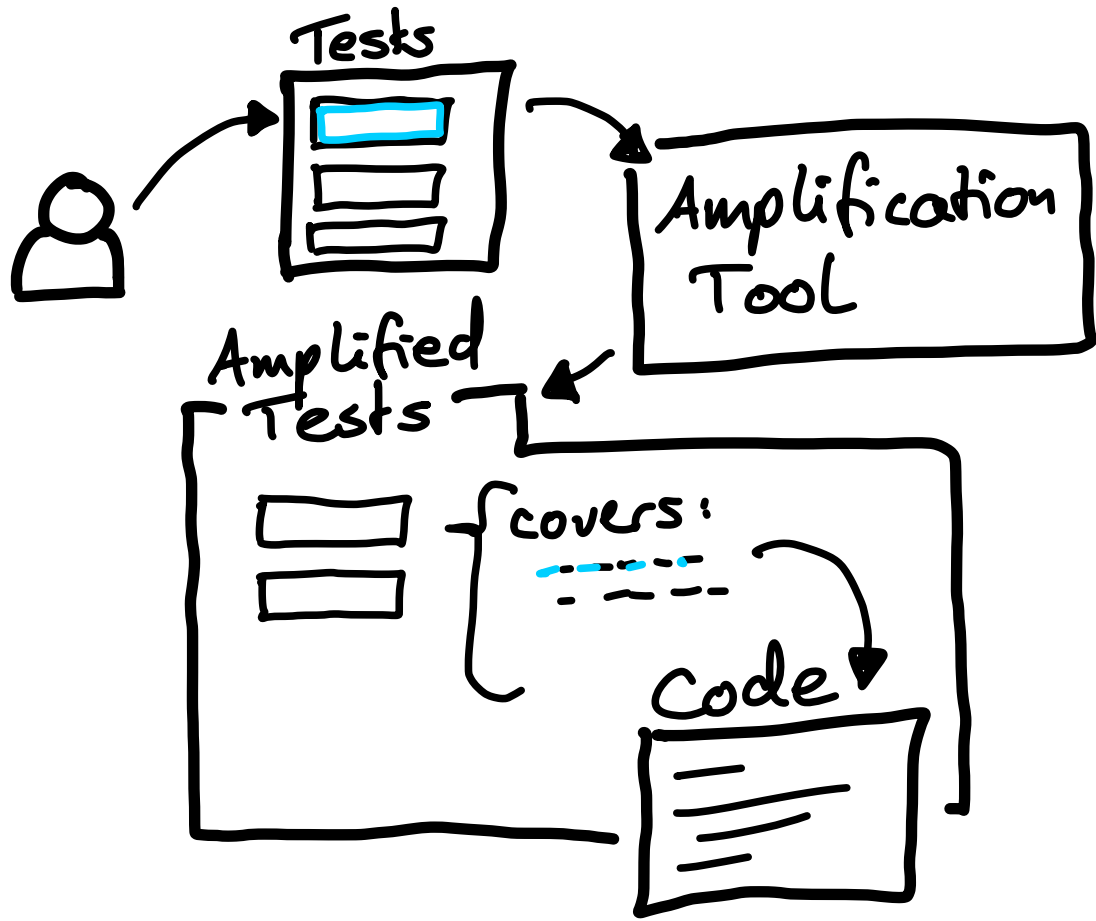 Tests
Amplification
Tool
Amplified
Tests
covers:
Code